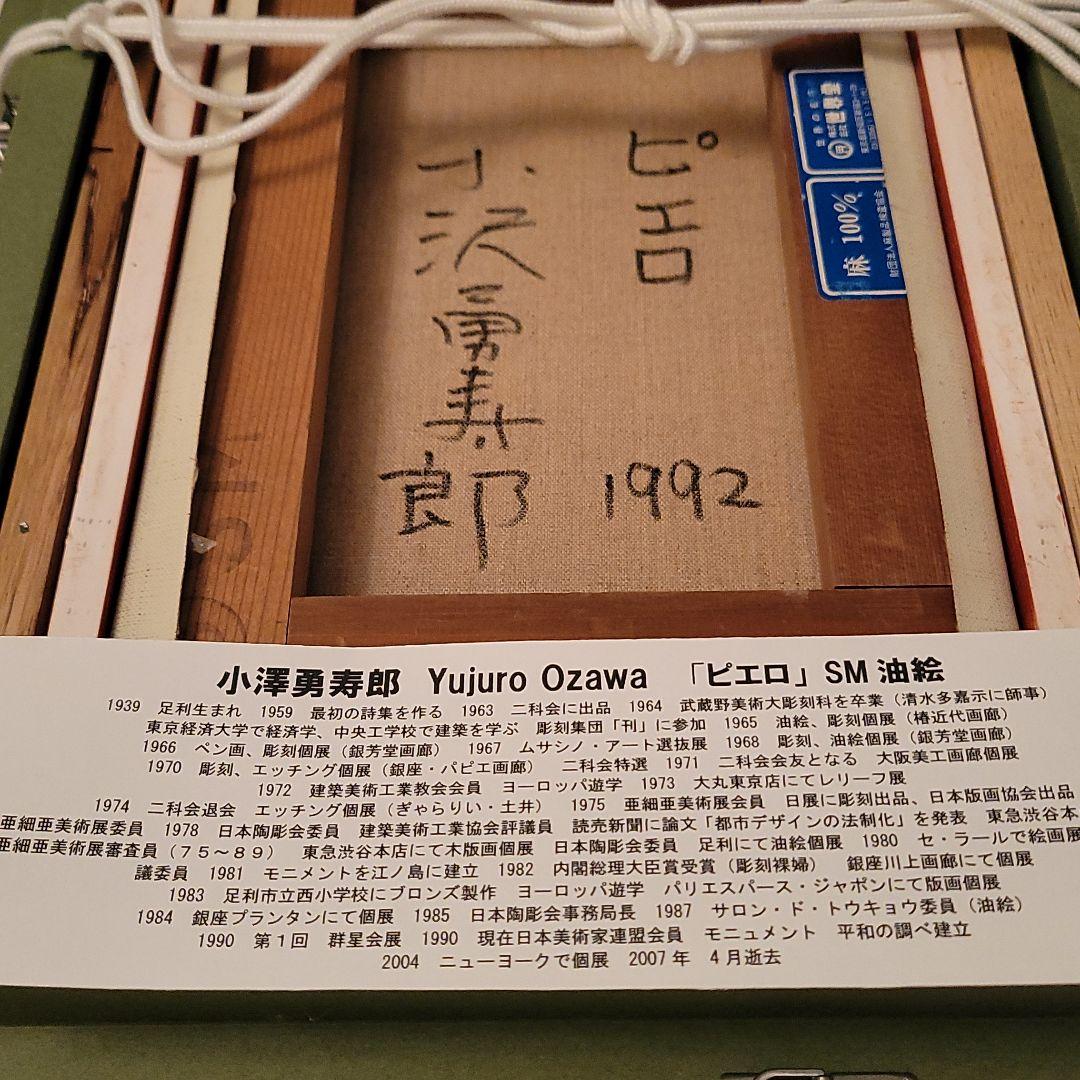 ピエロ
1992
小沢勇寿郎
麻 100%
小澤勇寿郎 Yujuro Ozawa 「ピエロ」 SM 油絵
1939 足利生まれ 1959 最初の詩集を作る 1963 二科会に出品 1964 武蔵野美術大彫刻科を卒業（清水多嘉示に師事）
東京経済大学で経済学、中央工学校で建築を学ぶ 彫刻集団「刊」に参加 1965 油絵、彫刻個展（椿近代画廊）
1966 ペン画、彫刻個展（銀芳堂画廊） 1967 ムサシノ・アート選抜展 1968 彫刻、油絵個展（銀芳堂画廊）
1970 彫刻、エッチング個展（銀座・パピエ画廊） 二科会特選 1971 二科会会友となる 大阪美工画廊個展
1972 建築美術工業教会会員 ヨーロッパ遊学 1973 大丸東京店にてレリーフ展
1974 二科会退会 エッチング個展（ぎゃらりい・土井） 1975 亜細亜美術展会員 日展に彫刻出品、日本版画協会出品
亜細亜美術展委員 1978 日本陶彫会委員 建築美術工業協会評議員 読売新聞に論文「都市デザインの法制化」を発表 東急渋谷本
亜細亜美術展審査員（７５～８９） 東急渋谷本店にて木版画個展 日本陶彫会委員 足利にて油絵個展 1980 セ・ラールで絵画展
議委員 1981 モニメントを江ノ島に建立 1982 内閣総理大臣賞受賞（彫刻裸婦） 銀座川上画廊にて個展
1983 足利市立西小学校にブロンズ製作 ヨーロッパ遊学 パリエスパース・ジャポンにて版画個展
1984 銀座プランタンにて個展 1985 日本陶彫会事務局長 1987 サロン・ド・トウキョウ委員（油絵）
1990 第１回 群星会展 1990 現在日本美術家連盟会員 モニュメント 平和の調べ建立
2004 ニューヨークで個展 2007年 4月逝去